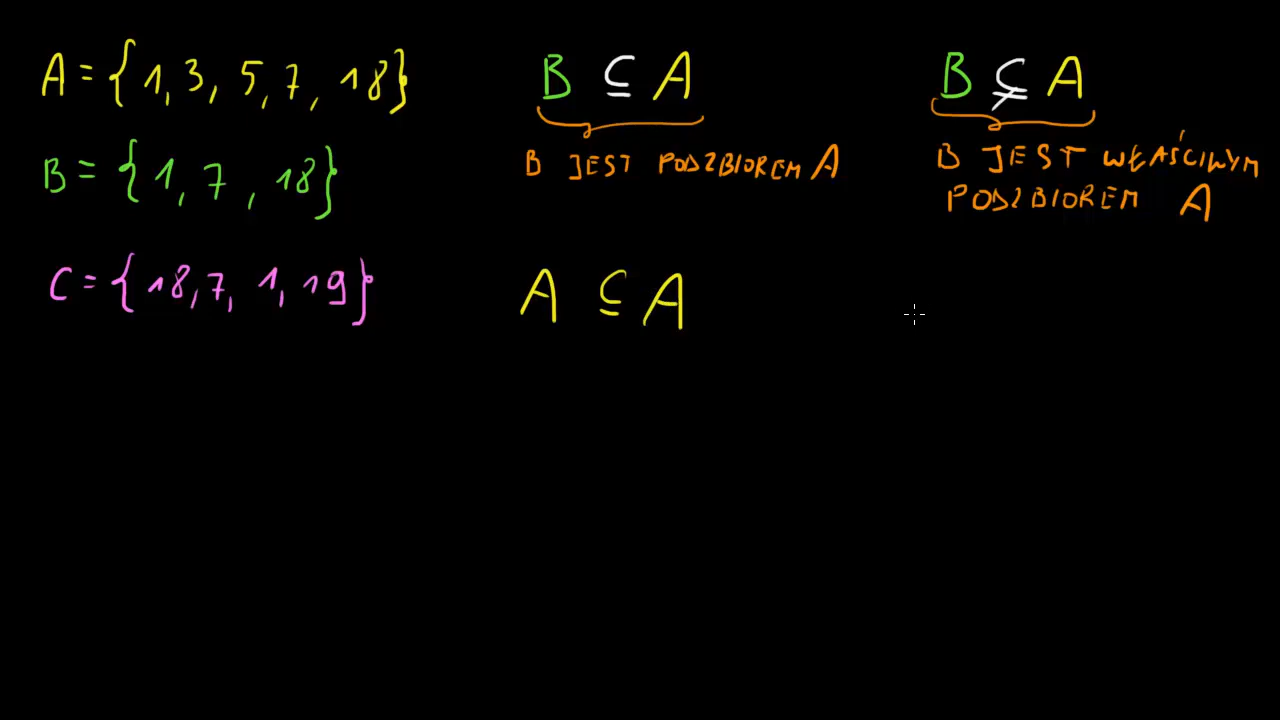 A = {1, 3, 5, 7, 18}
B ⊆ A
B ⊊ A
B JEST PODZBIOREM A
B JEST WŁAŚCIWYM
PODZBIOREM A
B = {1, 7, 18}
C = {18, 7, 1, 19}
A ⊆ A